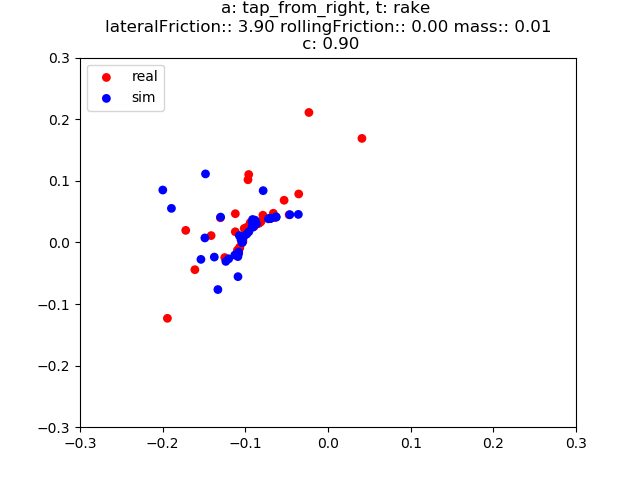 a: tap_from_right, t: rake
lateralFriction:: 3.90 rollingFriction:: 0.00 mass:: 0.01
c: 0.90
real
sim
0.3
0.2
0.1
0.0
−0.1
−0.2
−0.3
−0.3 −0.2 −0.1 0.0 0.1 0.2 0.3